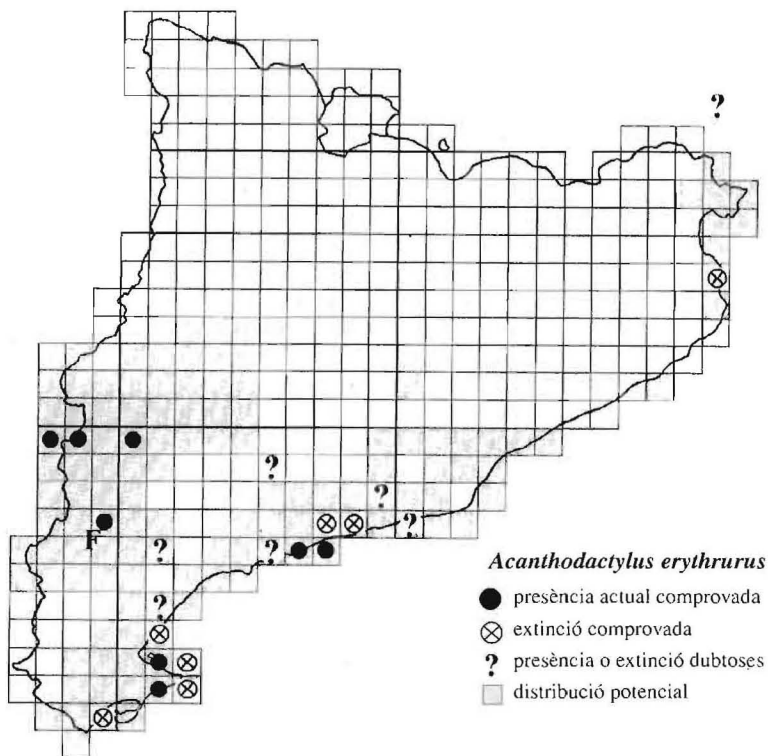 ?
?
?
?
F
?
?
?
Acanthodactylus erythrurus
presència actual comprovada
extinció comprovada
? presència o extinció dubtoses
distribució potencial